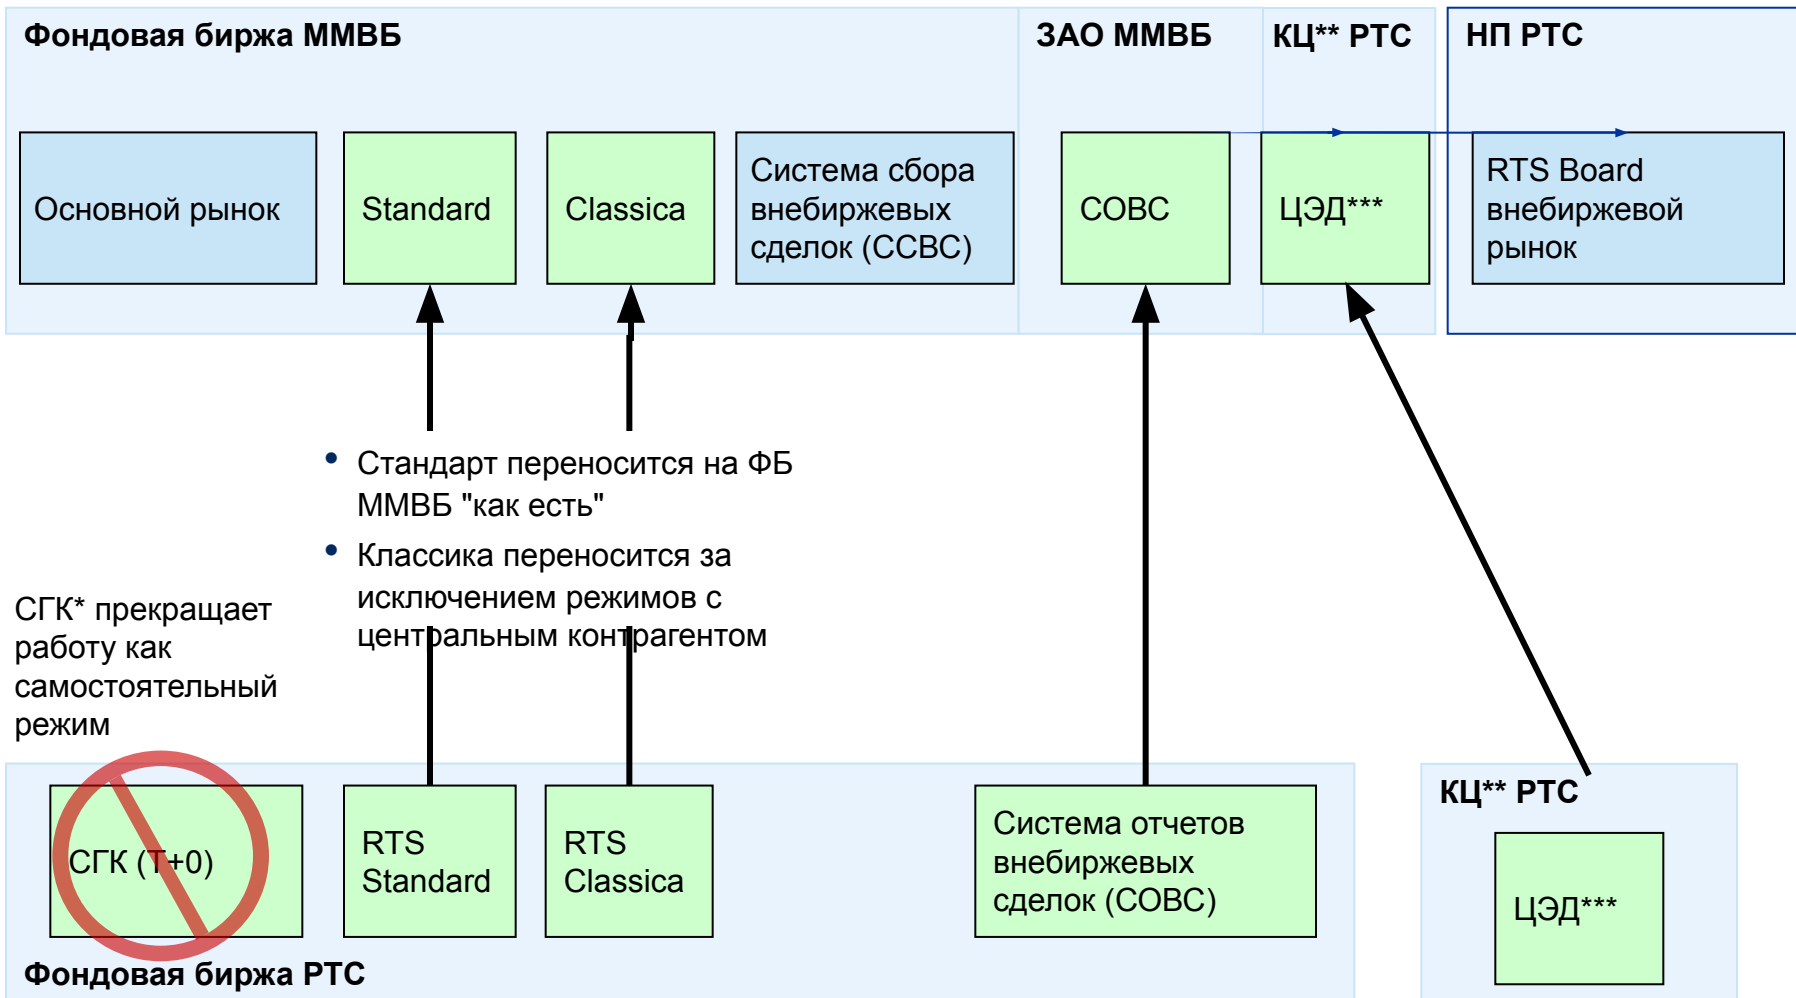 Фондовая биржа ММВБ
ЗАО ММВБ
КЦ** РТС
НП РТС
Основной рынок
Standard
Classica
Система сбора
внебиржевых
сделок (ССВС)
СОВС
ЦЭД***
RTS Board
внебиржевой
рынок
• Стандарт переносится на ФБ
ММВБ "как есть"
• Классика переносится за
исключением режимов с
центральным контрагентом
СГК* прекращает
работу как
самостоятельный
режим
СГК (Т+0)
RTS
Standard
RTS
Classica
Система отчетов
внебиржевых
сделок (СОВС)
КЦ** РТС
ЦЭД***
Фондовая биржа РТС